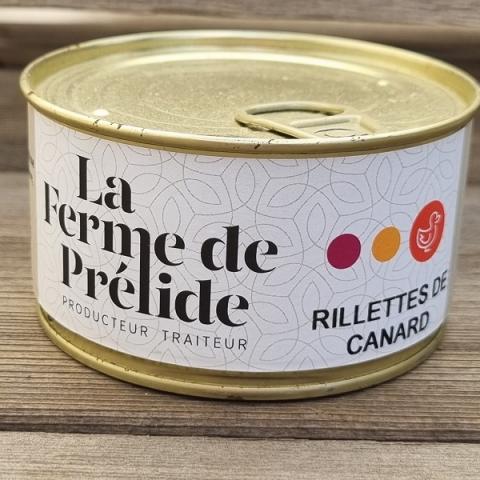 La
Ferme de
Prélide
PRODUCTEUR TRAITEUR
RILLETTES DE
CANARD